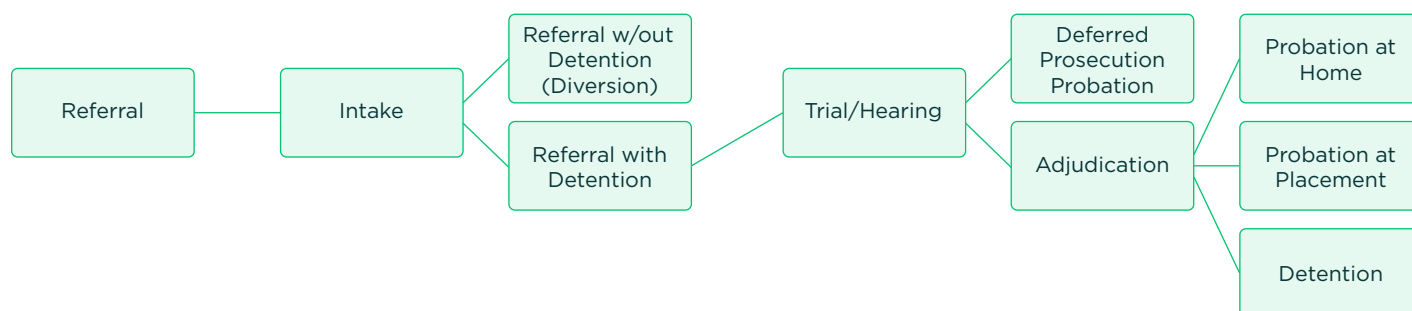 Referral
Intake
Referral w/out
Detention
(Diversion)
Referral with
Detention
Trial/Hearing
Deferred
Prosecution
Probation
Adjudication
Probation at
Home
Probation at
Placement
Detention